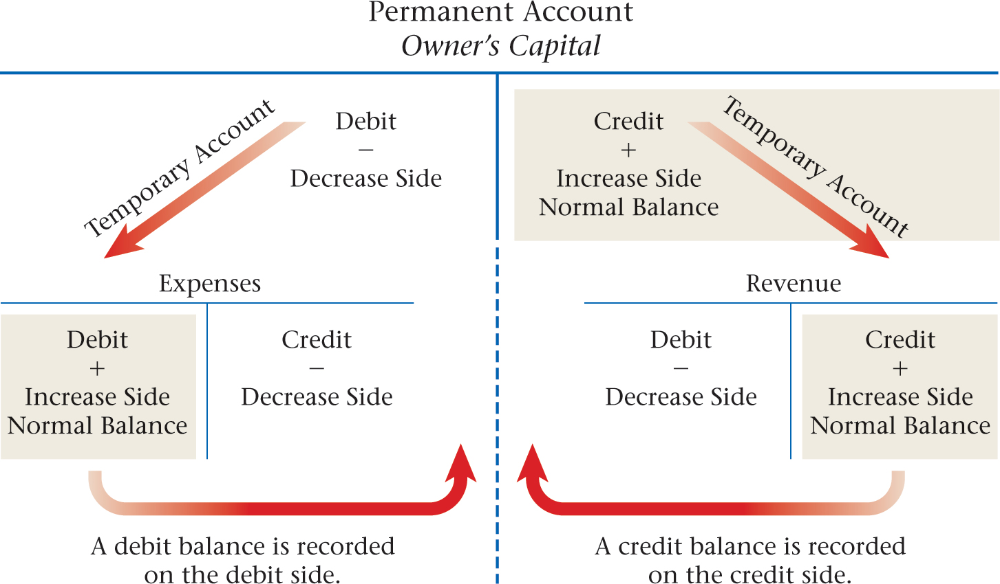 Permanent Account
Owner's Capital
Temporary Account
Debit
−
Decrease Side
Credit
+
Increase Side
Normal Balance
Temporary Account
Expenses
Debit
+
Increase Side
Normal Balance
Credit
−
Decrease Side
Revenue
Debit
−
Decrease Side
Credit
+
Increase Side
Normal Balance
A debit balance is recorded
on the debit side.
A credit balance is recorded
on the credit side.